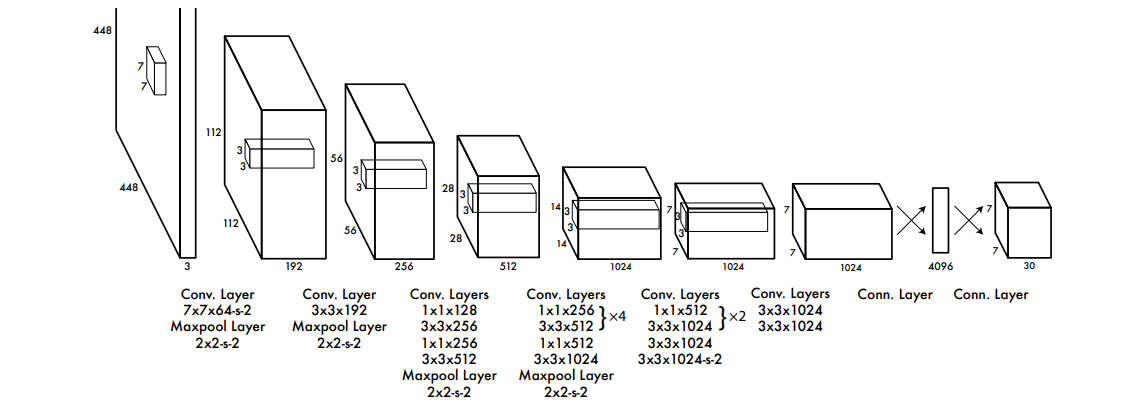 448
7
7
448
3
112
3
3
112
192
56
3
3
56
256
28
3
3
28
512
14
3
3
14
1024
7
3
3
7
1024
7
7
1024
4096
7
7
30
Conv. Layer
7x7x64-s-2
Maxpool Layer
2x2-s-2
Conv. Layer
3x3x192
Maxpool Layer
2x2-s-2
Conv. Layers
1x1x128
3x3x256
1x1x256
3x3x512
Maxpool Layer
2x2-s-2
Conv. Layers
1x1x256
3x3x512 } ×4
1x1x512
3x3x1024
Maxpool Layer
2x2-s-2
Conv. Layers
1x1x512
3x3x1024 } ×2
3x3x1024
3x3x1024-s-2
Conv. Layers
3x3x1024
3x3x1024
Conn. Layer
Conn. Layer